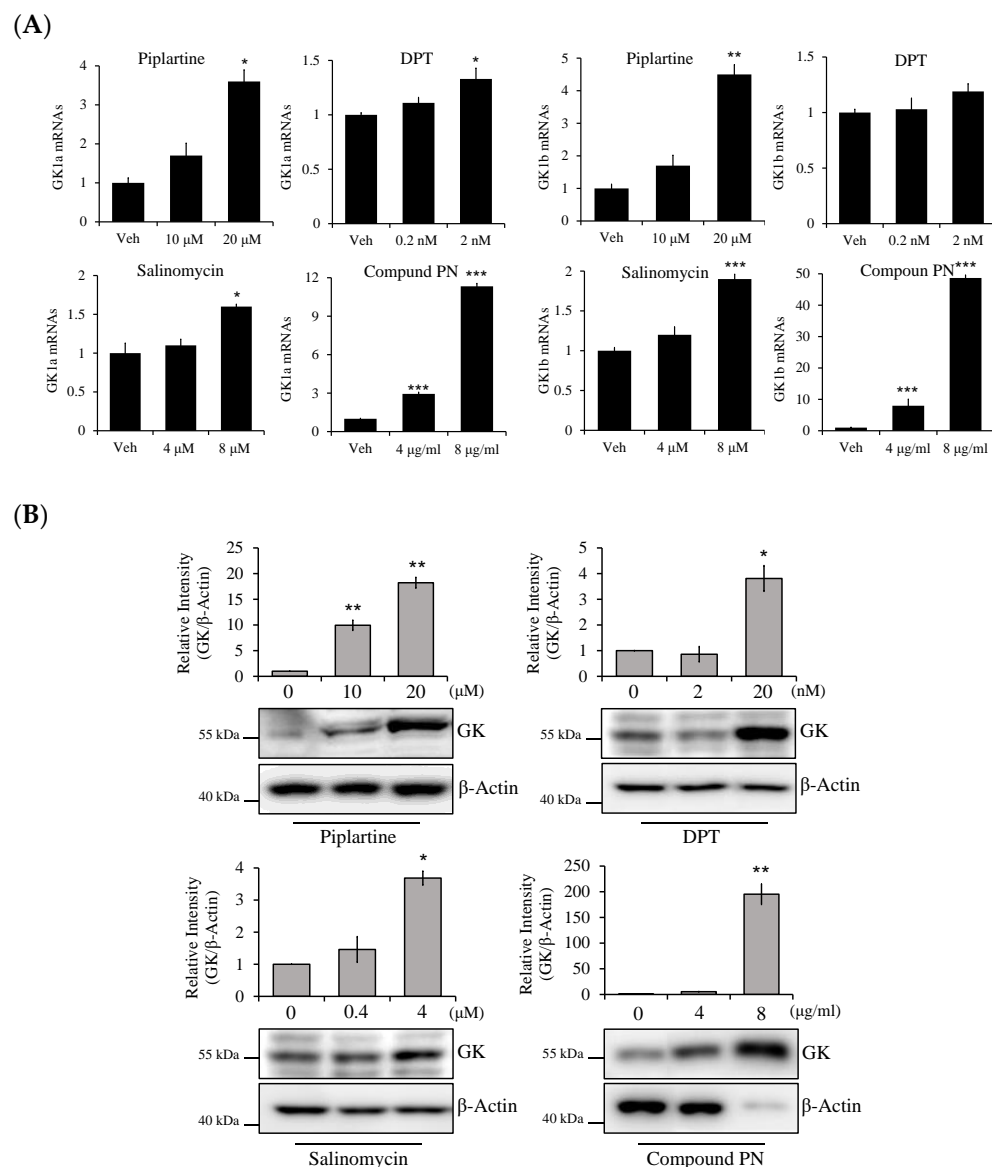 (A)
Piplartine
GK1a mRNAs
4
3
2
1
0
Veh
10 μM
20 μM
*
DPT
GK1a mRNAs
1.5
1
0.5
0
Veh
0.2 nM
2 nM
*
Piplartine
GK1b mRNAs
5
4
3
2
1
0
Veh
10 μM
20 μM
**
DPT
GK1b mRNAs
1.5
1
0.5
0
Veh
0.2 nM
2 nM
Salinomycin
GK1a mRNAs
2
1.5
1
0.5
0
Veh
4 μM
8 μM
*
Compund PN
GK1a mRNAs
12
9
6
3
0
Veh
4 μg/ml
8 μg/ml
***
***
Salinomycin
GK1b mRNAs
2
1.5
1
0.5
0
Veh
4 μM
8 μM
***
Compoun PN
GK1b mRNAs
50
40
30
20
10
0
Veh
4 μg/ml
8 μg/ml
***
***
(B)
Relative Intensity
(GK/β-Actin)
25
20
15
10
5
0
**
**
0 10 20 (μM)
55 kDa
GK
40 kDa
β-Actin
Piplartine
Relative Intensity
(GK/β-Actin)
5
4
3
2
1
0
*
0 2 20 (nM)
55 kDa
GK
40 kDa
β-Actin
DPT
Relative Intensity
(GK/β-Actin)
4
3
2
1
0
*
0 0.4 4 (μM)
55 kDa
GK
40 kDa
β-Actin
Salinomycin
Relative Intensity
(GK/β-Actin)
250
200
150
100
50
0
**
0 4 8 (μg/ml)
55 kDa
GK
40 kDa
β-Actin
Compound PN